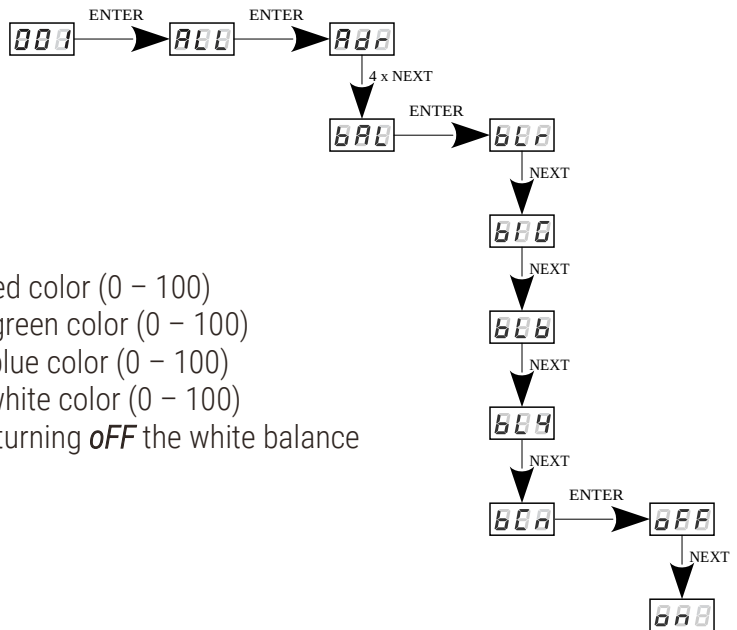 ENTER ENTER
001 ALL Adr
4 x NEXT
ENTER
bAL bLr
NEXT
blG
NEXT
ed color (0 – 100)
green color (0 – 100)
bLb
blue color (0 – 100)
NEXT
white color (0 – 100)
bL4
turning oFF the white balance
NEXT
ENTER
bCn oFF
NEXT
on